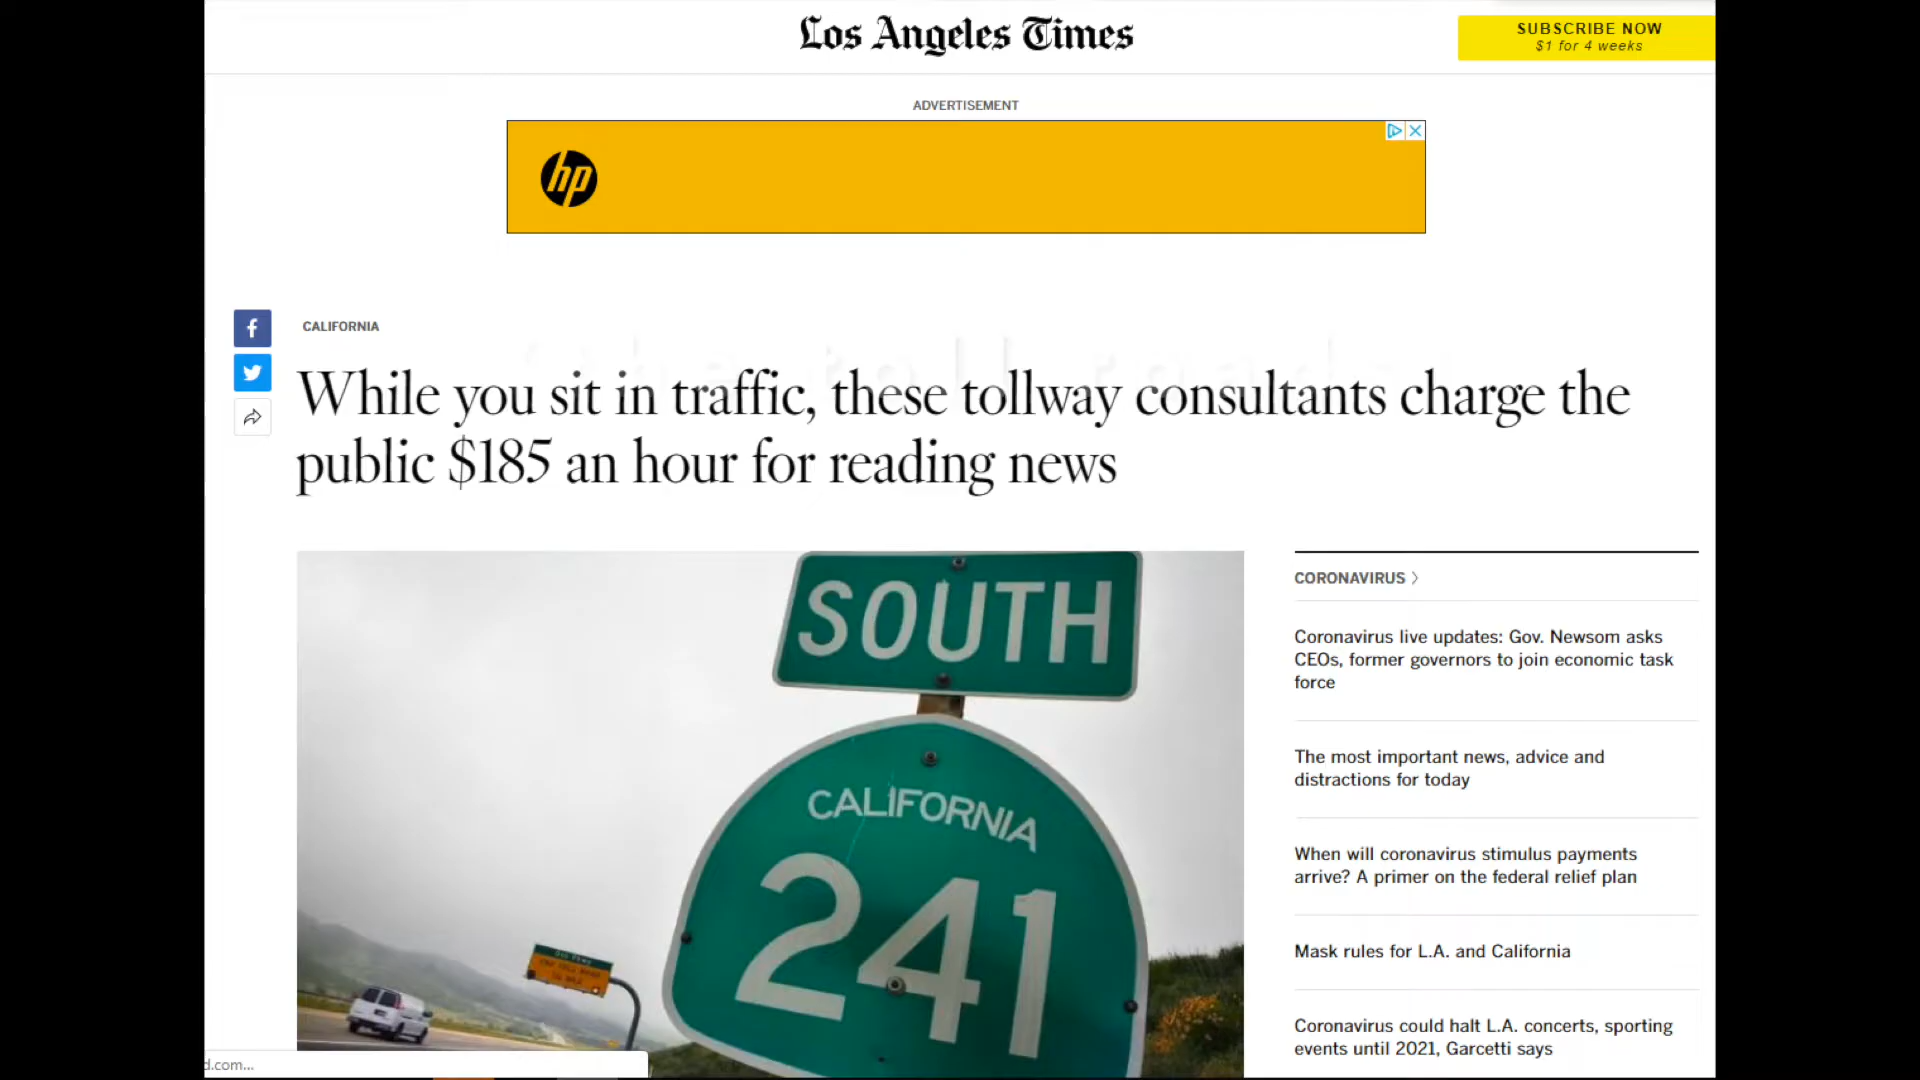 Los Angeles Times
SUBSCRIBE NOW
$1 for 4 weeks
ADVERTISEMENT
hp
CALIFORNIA
While you sit in traffic, these tollway consultants charge the
public $185 an hour for reading news
SOUTH
CALIFORNIA
241
CORONAVIRUS
Coronavirus live updates: Gov. Newsom asks
CEOs, former governors to join economic task
force
The most important news, advice and
distractions for today
When will coronavirus stimulus payments
arrive? A primer on the federal relief plan
Mask rules for L.A. and California
Coronavirus could halt L.A. concerts, sporting
events until 2021, Garcetti says
d.com...